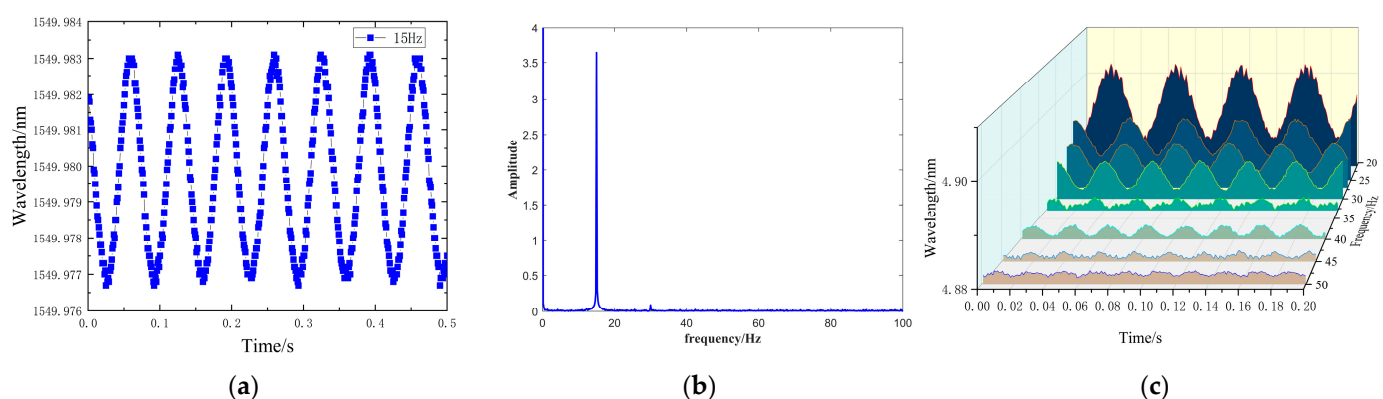 1549.984
1549.983
1549.982
1549.981
1549.980
1549.979
1549.978
1549.977
1549.976
Wavelength/nm
15Hz
0.0 0.1 0.2 0.3 0.4 0.5
Time/s
(a)
4
3.5
3
2.5
2
1.5
1
0.5
0
Amplitude
0 20 40 60 80 100
frequency/Hz
(b)
4.90
4.88
Wavelength/nm
0.00 0.02 0.04 0.06 0.08 0.10 0.12 0.14 0.16 0.18 0.20
Time/s
20
25
30
35
40
45
50
Frequency/Hz
(c)